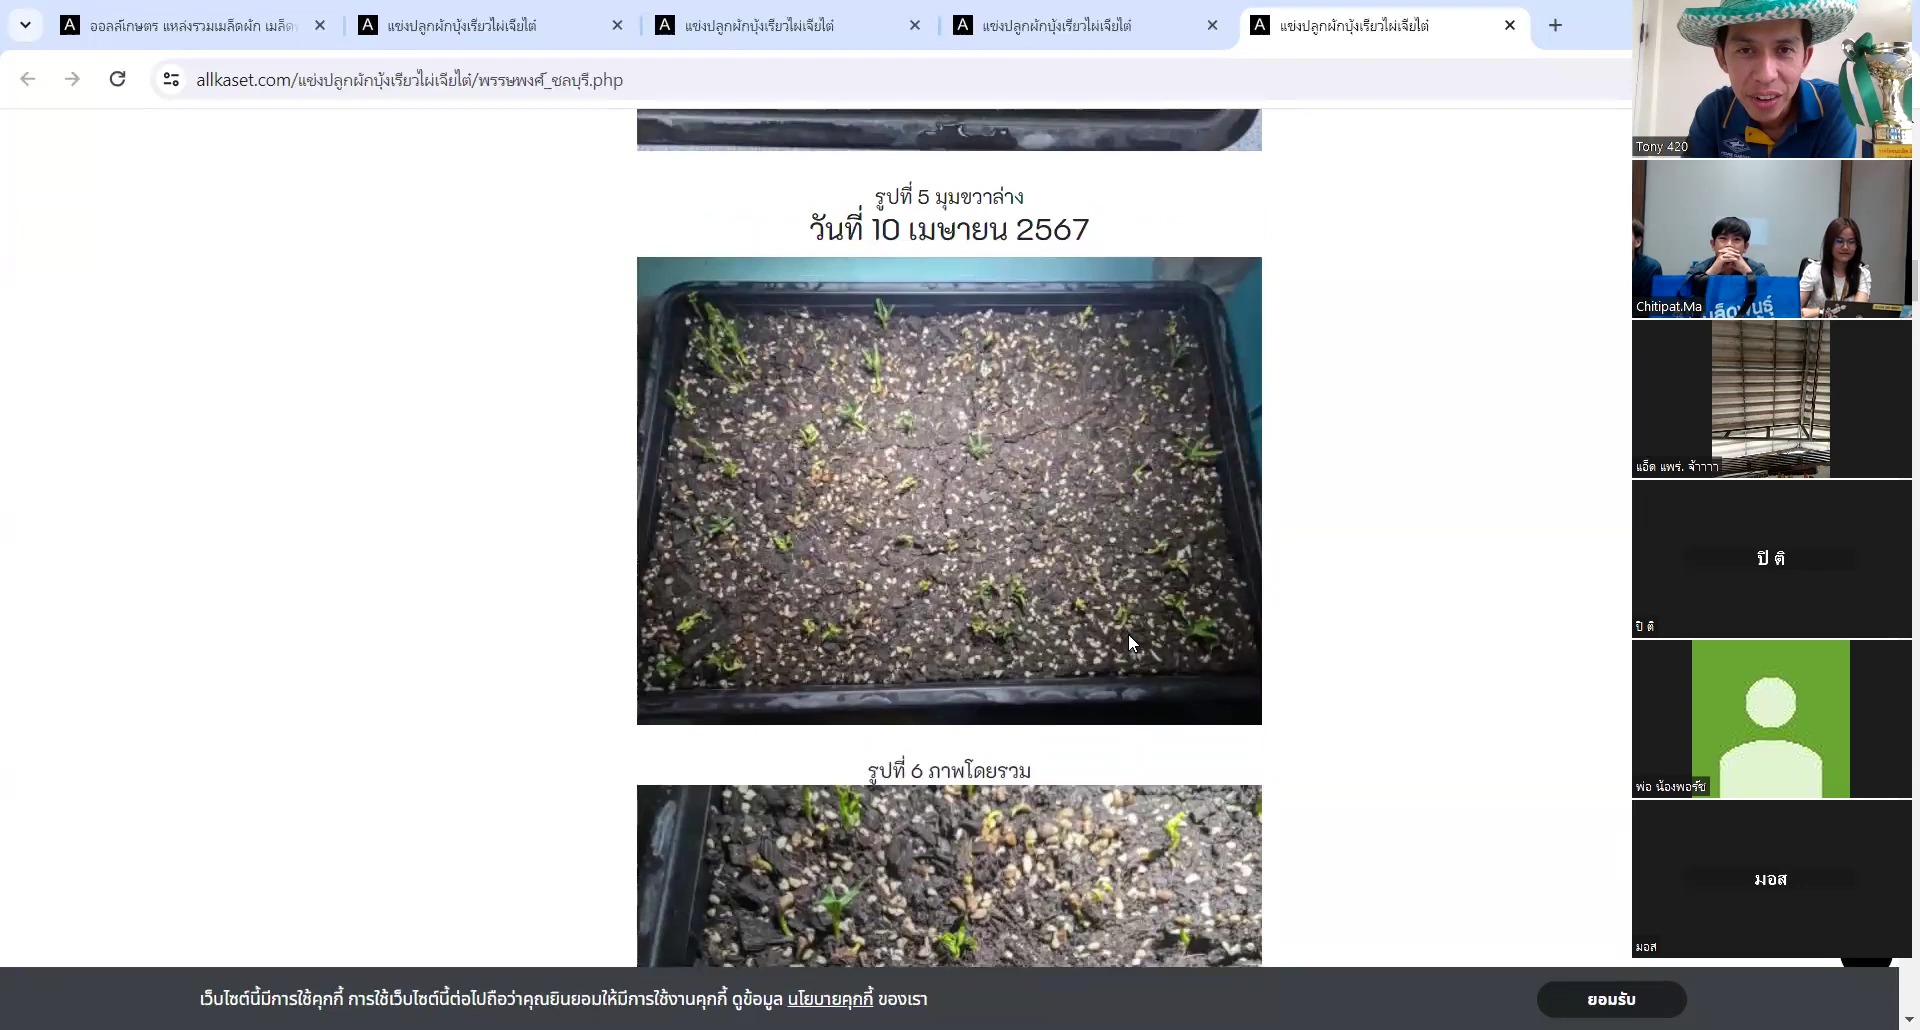 ออลล์เกษตร แหล่งรวมเมล็ดผัก เมล็ด
แข่งปลูกผักบุ้งเรียวไผ่เจียไต๋
แข่งปลูกผักบุ้งเรียวไผ่เจียไต๋
แข่งปลูกผักบุ้งเรียวไผ่เจียไต๋
แข่งปลูกผักบุ้งเรียวไผ่เจียไต๋
allkaset.com/แข่งปลูกผักบุ้งเรียวไผ่เจียไต๋/พรรษพงศ์_ชลบุรี.php
รูปที่ 5 มุมขวาล่าง
วันที่ 10 เมษายน 2567
รูปที่ 6 ภาพโดยรวม
Tony 420
Chitipat.Ma
แอ็ด แพร่. จ้าาาา
ปิ ติ
ปิ ติ
พ่อ น้องพอร์ช
มอส
มอส
เว็บไซต์นี้มีการใช้คุกกี้ การใช้เว็บไซต์นี้ต่อไปถือว่าคุณยินยอมให้มีการใช้งานคุกกี้ ดูข้อมูล นโยบายคุกกี้ ของเรา
ยอมรับ